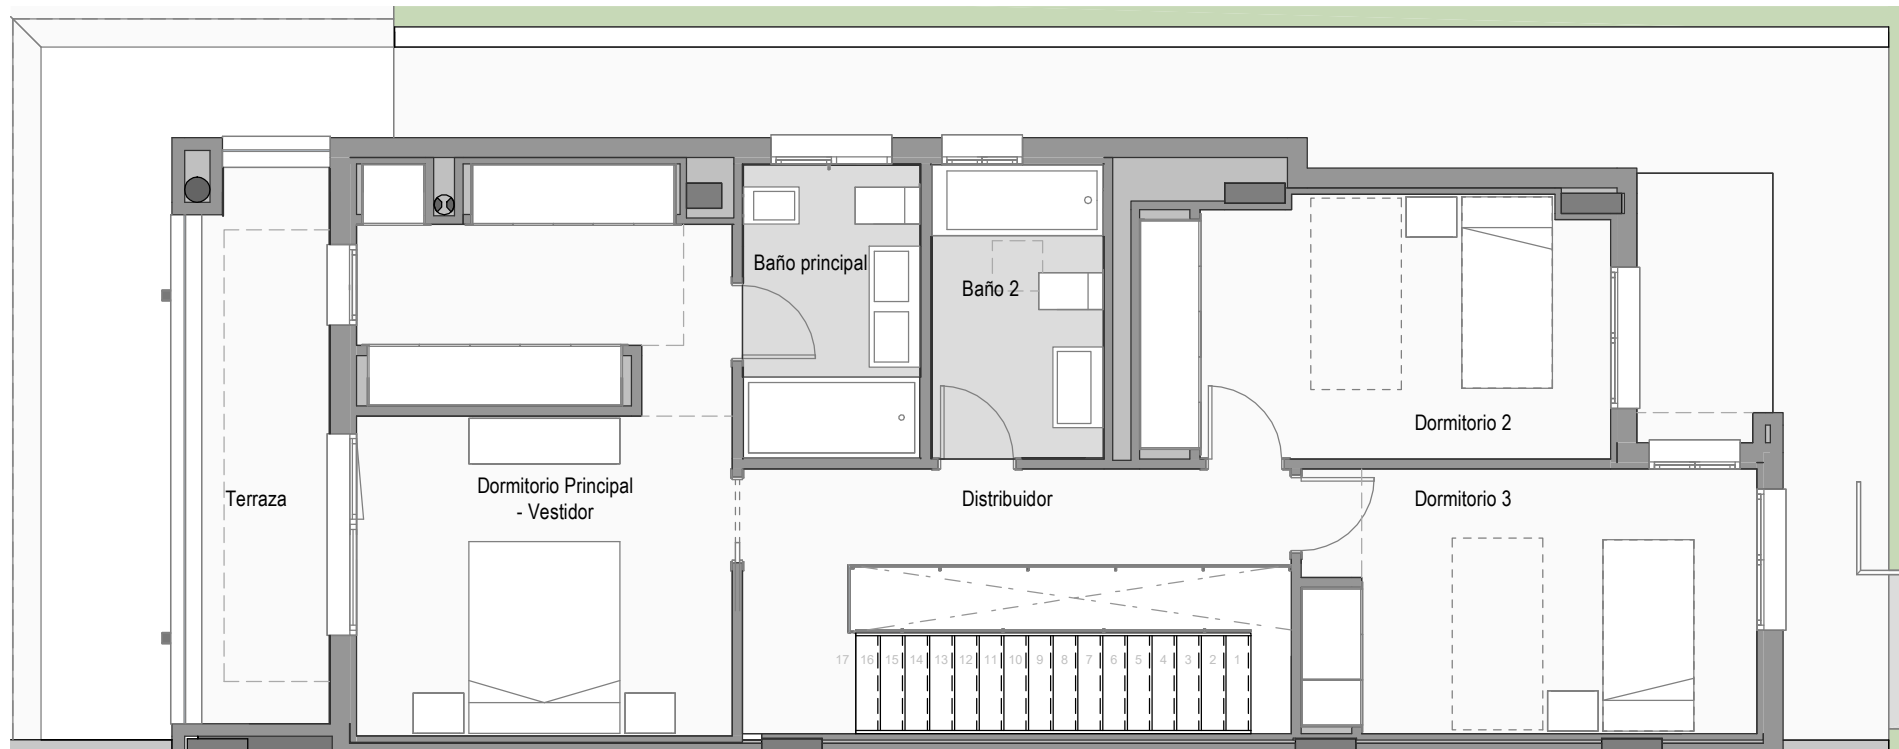 Baño principal
Baño 2
Dormitorio 2
Terraza
Dormitorio Principal
- Vestidor
Distribuidor
Dormitorio 3
17 16 15 14 13 12 11 10 9 8 7 6 5 4 3 2 1